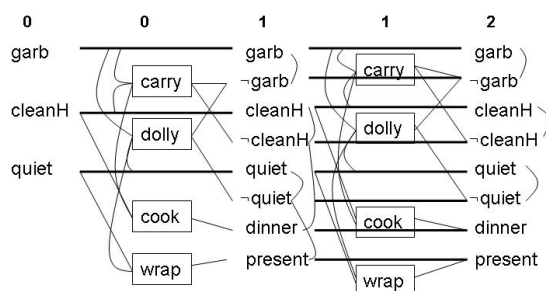 0 0 1 1 2
garb garb garb
carry carry
¬garb ¬garb
cleanH cleanH cleanH
dolly dolly
¬cleanH ¬cleanH
quiet quiet quiet
¬quiet ¬quiet
cook cook
dinner dinner
wrap present present
wrap